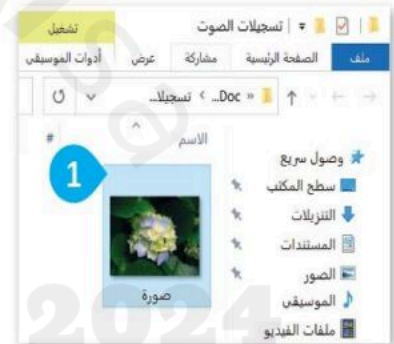 تسجيلات الصوت تشغيل
ملف الصفحة الرئيسية مشاركة عرض أدوات الموسيقى
« Doc... › تسجيلا...
الاسم #
1
صورة
وصول سريع
سطح المكتب
التنزيلات
المستندات
الصور
الموسيقى
ملفات الفيديو
2024